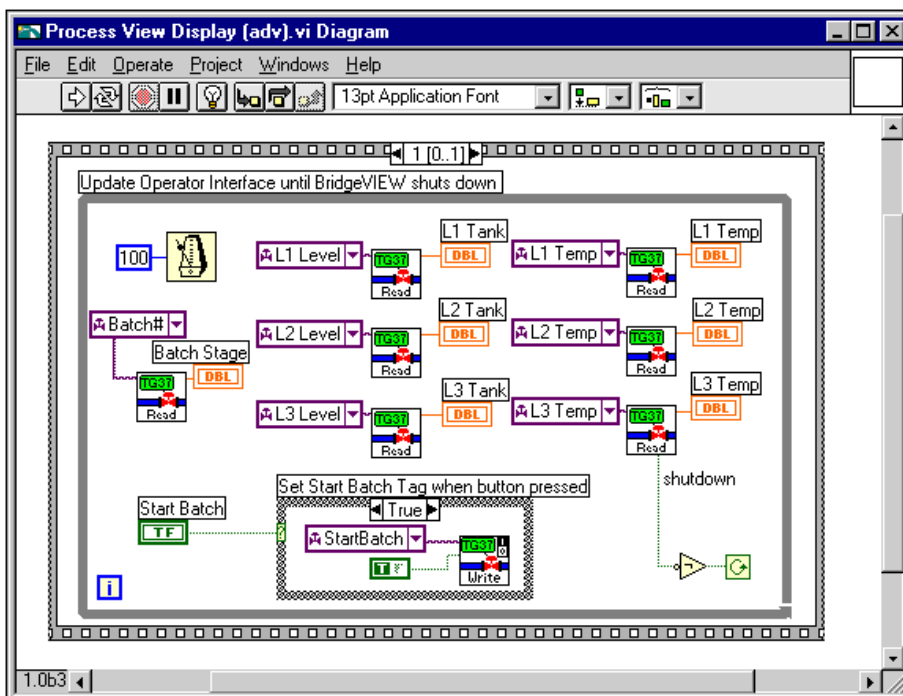 Process View Display (adv).vi Diagram
File Edit Operate Project Windows Help
13pt Application Font
1 [0..1]
Update Operator Interface until BridgeVIEW shuts down
100
L1 Level
TG37
Read
L1 Tank
DBL
L1 Temp
TG37
Read
L1 Temp
DBL
Batch#
TG37
Read
Batch Stage
DBL
L2 Level
TG37
Read
L2 Tank
DBL
L2 Temp
TG37
Read
L2 Temp
DBL
L3 Level
TG37
Read
L3 Tank
DBL
L3 Temp
TG37
Read
L3 Temp
DBL
shutdown
Set Start Batch Tag when button pressed
True
Start Batch
TF
?
StartBatch
TG37
1
0
Write
T F
i
1.0b3